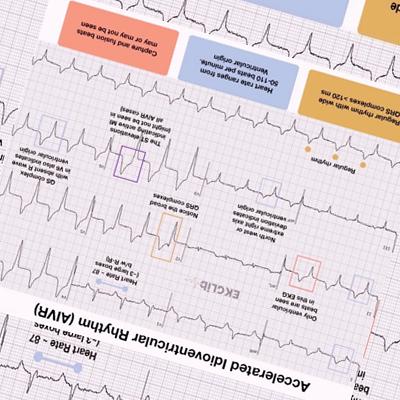 Accelerated Idioventricular Rhythm (AIVR)
Heart Rate ~ 87
(~3 large boxes
b/w R-R)
EKGLIb
Only ventricular
beats are seen
in this EKG
Notice the broad
QRS complexes
North west or
extreme right axis
deviation indicates
ventricular origin
QS complex
with absent R wave
in V6 also indicates
ventricular origin
The ST elevations
indicating active MI
(might not be seen in
all AIVR cases)
Regular rhythm
Capture and fusion beats
may or may not be seen
Heart rate ranges from
50-110 beats per minute.
Ventricular origin
Regular rhythm with wide
QRS complexes >120 ms
Heart Rate ~ 87
(~3 large boxes